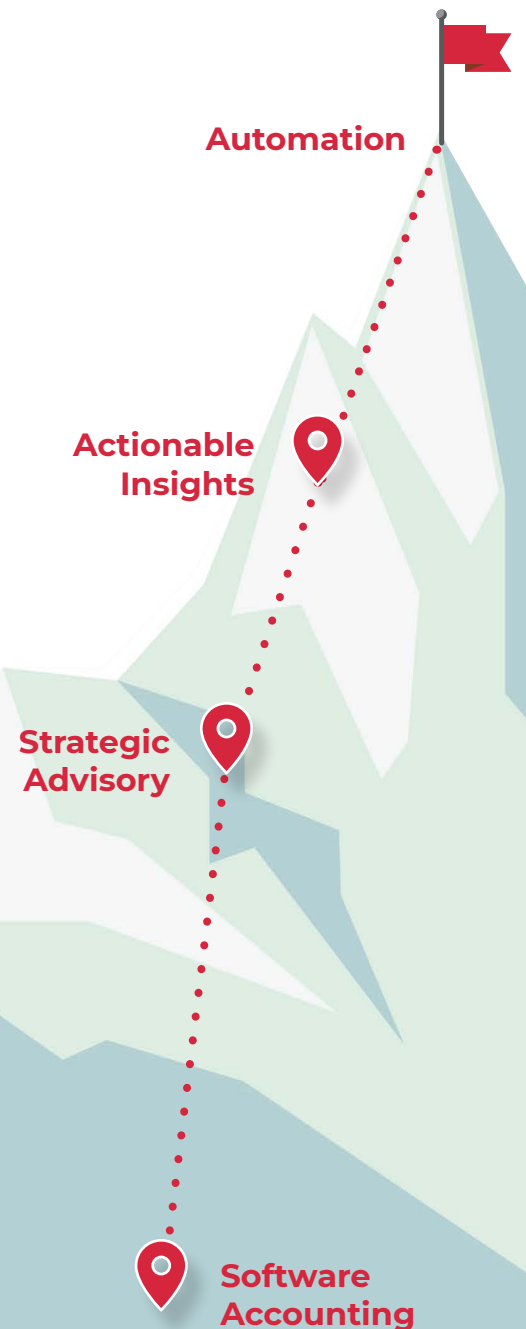 Automation
Actionable
Insights
Strategic
Advisory
Software
Accounting